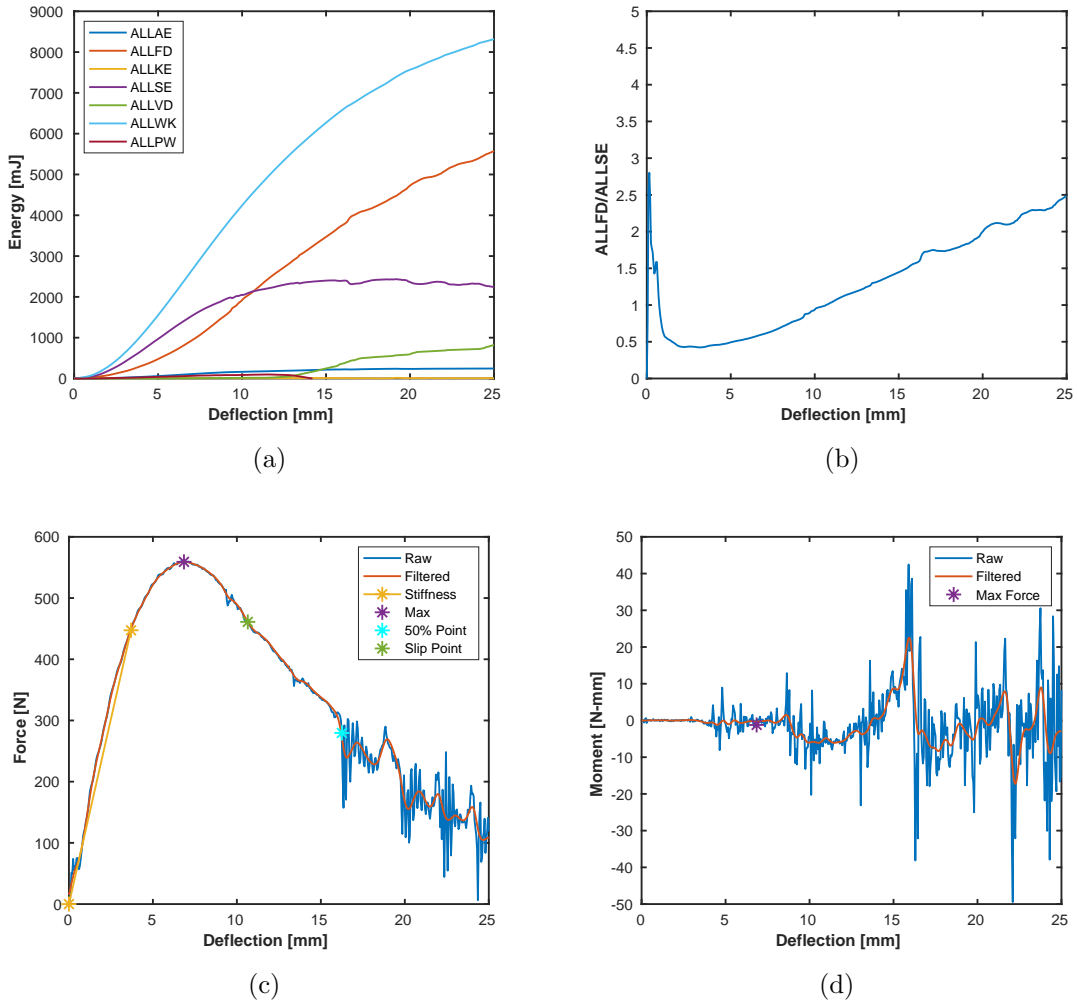 9000
8000
7000
6000
5000
4000
3000
2000
1000
0
Energy [mJ]
ALLAE
ALLFD
ALLKE
ALLSE
ALLVD
ALLWK
ALLPW
0 5 10 15 20 25
Deflection [mm]
(a)
5
4.5
4
3.5
3
2.5
2
1.5
1
0.5
0
ALLFD/ALLSE
0 5 10 15 20 25
Deflection [mm]
(b)
600
500
400
300
200
100
0
Force [N]
Raw
Filtered
Stiffness
Max
50% Point
Slip Point
0 5 10 15 20 25
Deflection [mm]
(c)
50
40
30
20
10
0
-10
-20
-30
-40
-50
Moment [N-mm]
Raw
Filtered
Max Force
0 5 10 15 20 25
Deflection [mm]
(d)